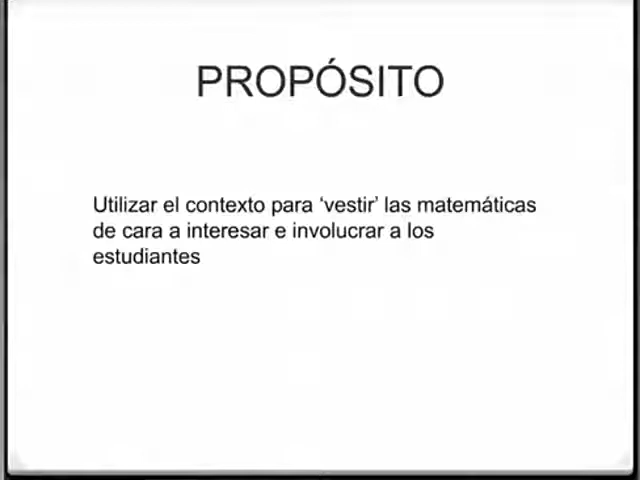 PROPÓSITO
Utilizar el contexto para ‘vestir’ las matemáticas
de cara a interesar e involucrar a los
estudiantes